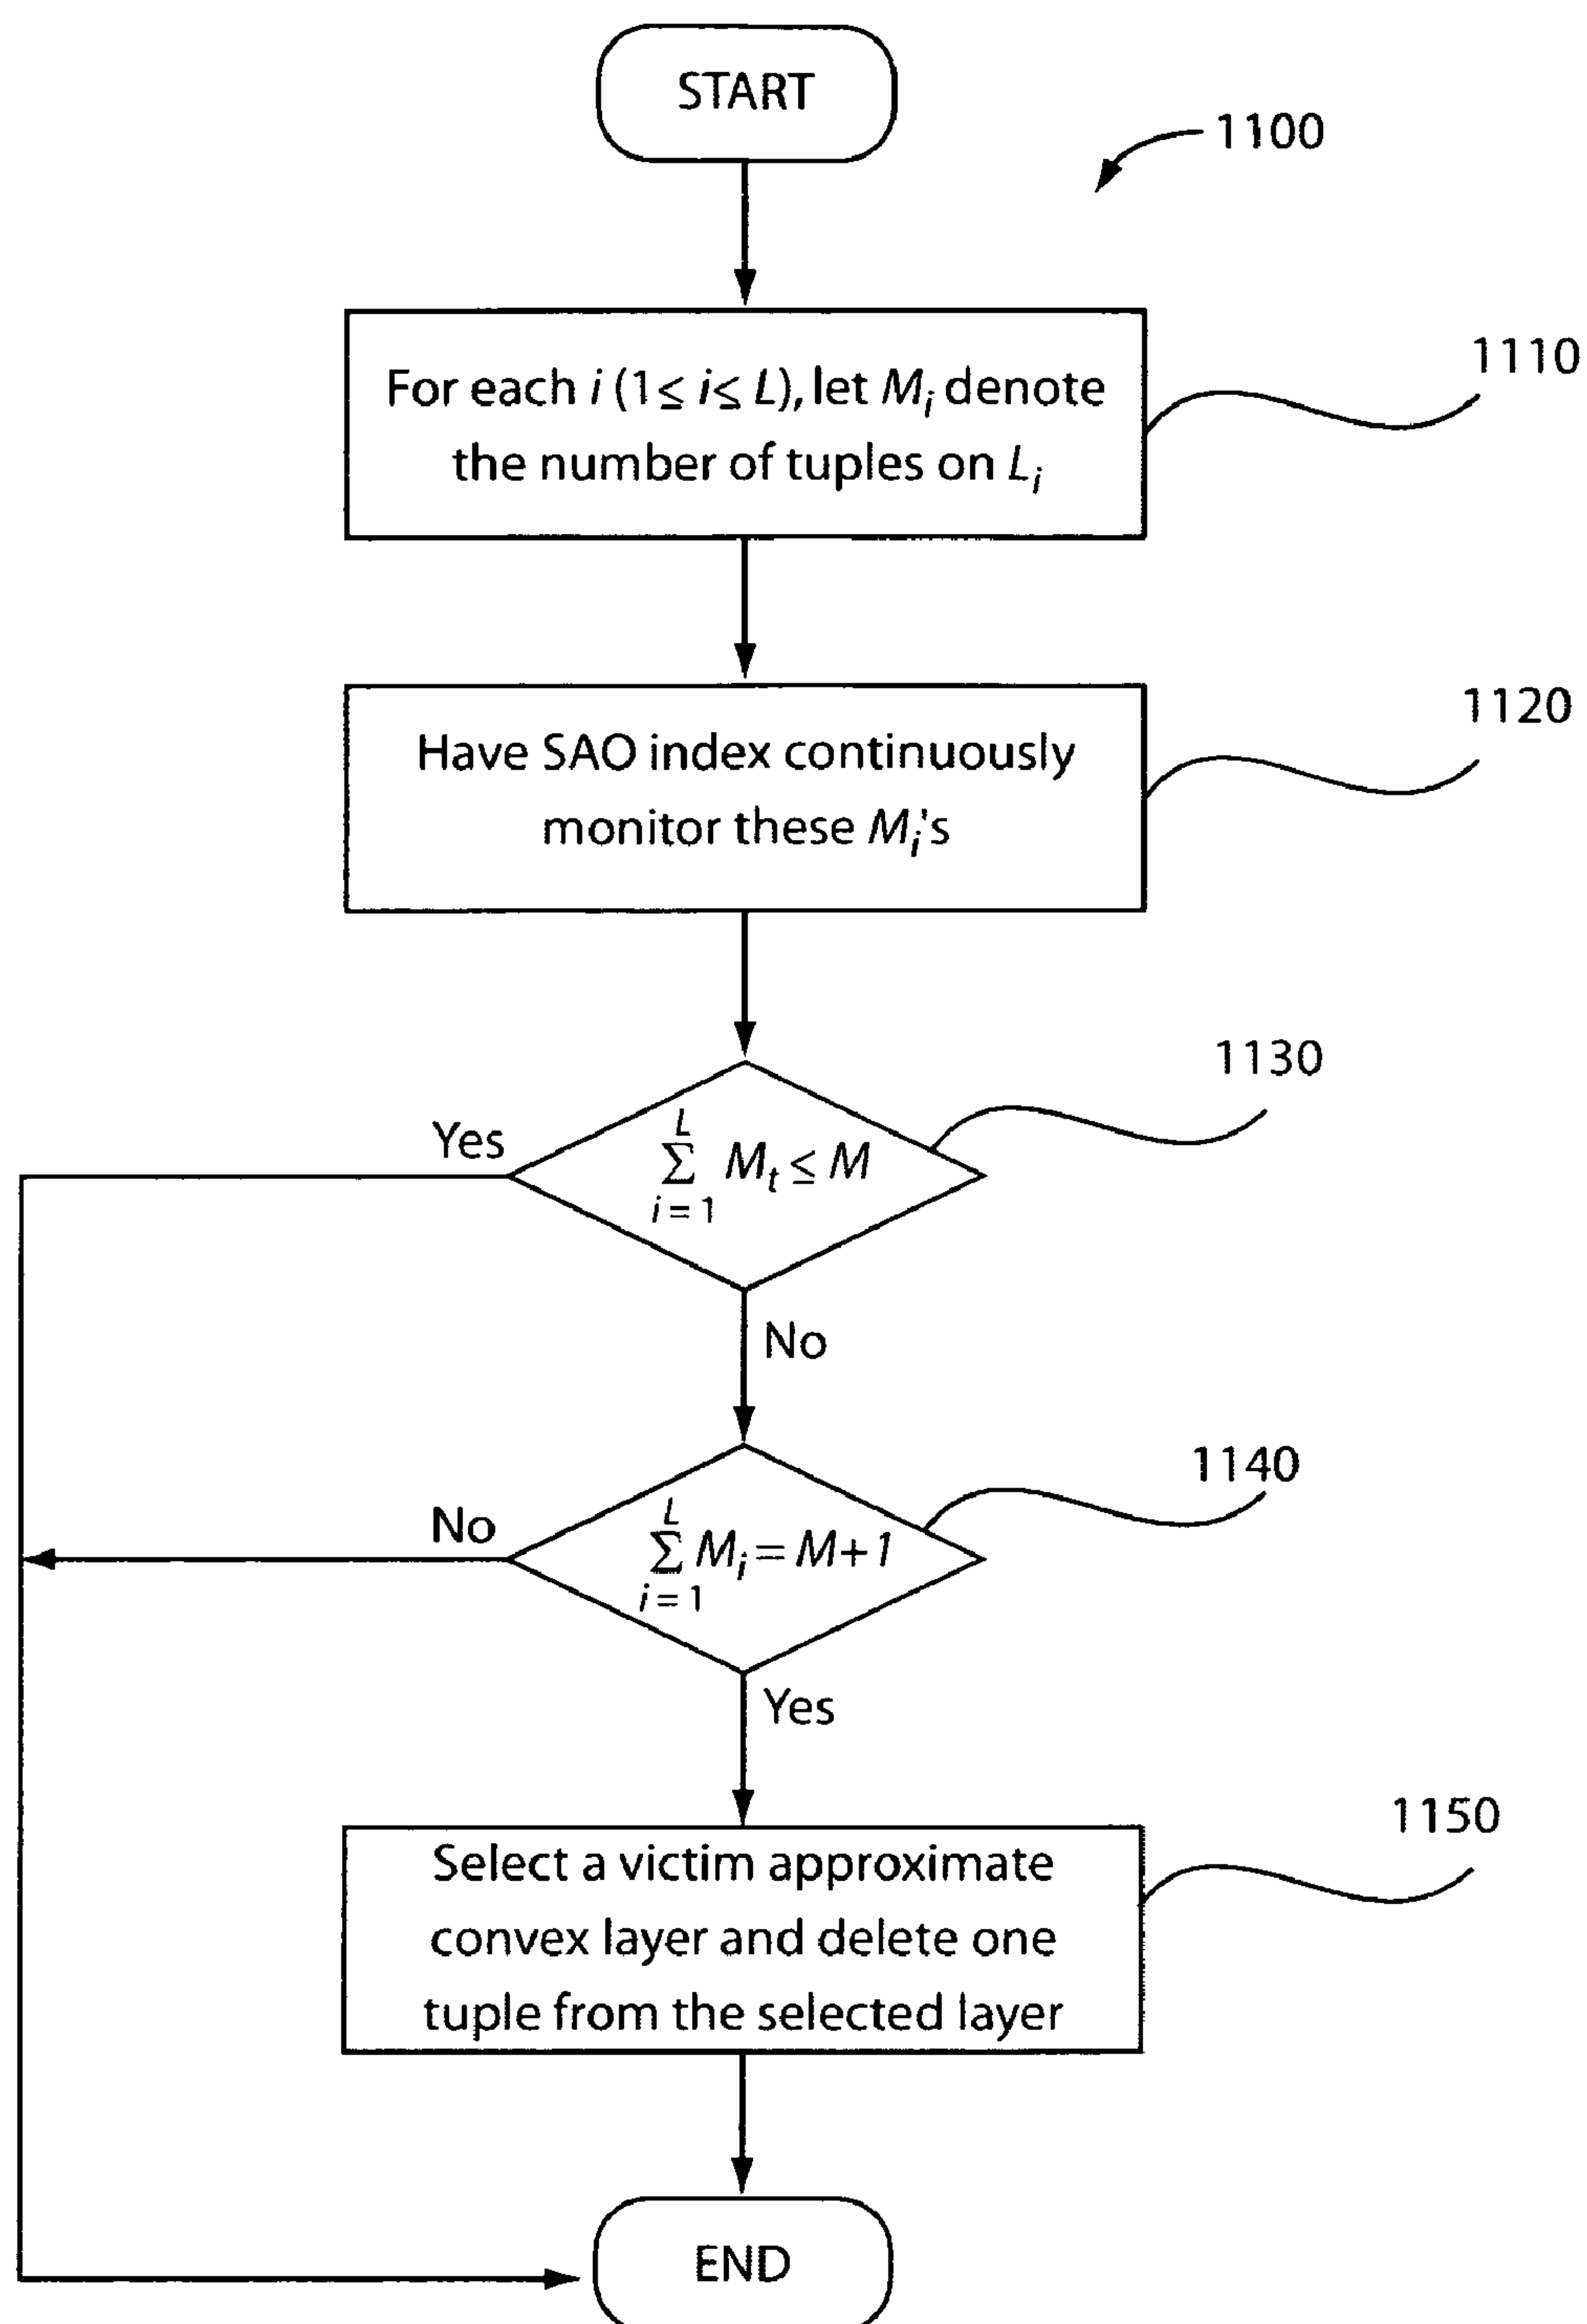 START
1100
For each i (1 ≤ i ≤ L), let Mi denote
the number of tuples on Li
1110
Have SAO index continuously
monitor these Mi's
1120
1130
Yes
L
Σ Mt ≤ M
i = 1
No
1140
No
L
Σ Mi = M+1
i = 1
Yes
1150
Select a victim approximate
convex layer and delete one
tuple from the selected layer
END